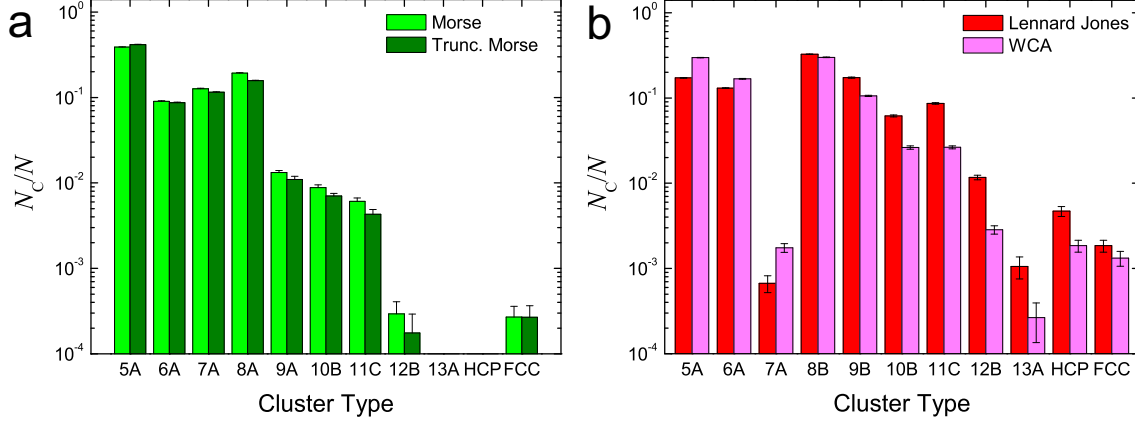 a
Morse
Trunc. Morse
10^0
10^-1
10^-2
10^-3
10^-4
N_C/N
5A 6A 7A 8A 9A 10B 11C 12B 13A HCP FCC
Cluster Type
b
Lennard Jones
WCA
10^0
10^-1
10^-2
10^-3
10^-4
N_C/N
5A 6A 7A 8B 9B 10B 11C 12B 13A HCP FCC
Cluster Type